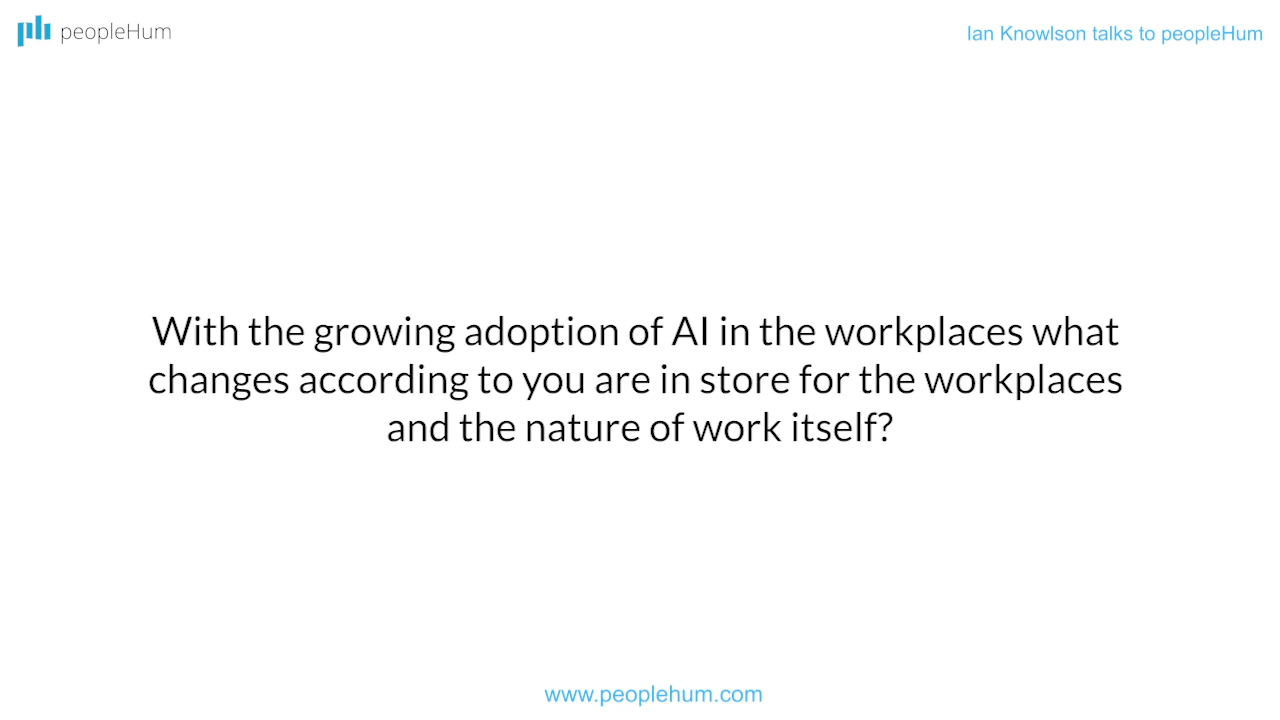 peopleHum
Ian Knowlson talks to peopleHum
With the growing adoption of AI in the workplaces what
changes according to you are in store for the workplaces
and the nature of work itself?
www.peoplehum.com